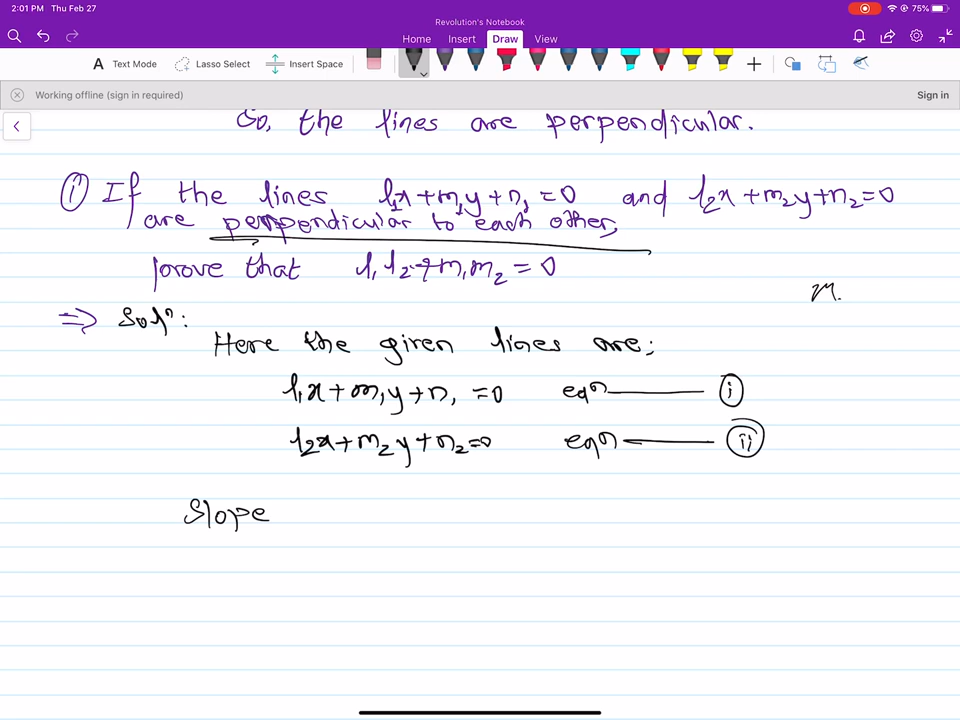 2:01 PM Thu Feb 27
75%
Revolution's Notebook
Home Insert Draw View
A Text Mode Lasso Select Insert Space
Working offline (sign in required) Sign in
So, the lines are perpendicular.
i If the lines l₁x+m₁y+n₁=0 and l₂x+m₂y+n₂=0
are perpendicular to each other,
prove that l₁l₂+m₁m₂=0
⇒ Solⁿ:
m.
Here the given lines are;
l₁x+m₁y+n₁=0 eqn——— i
l₂x+m₂y+n₂=0 eqn——— ii
Slope